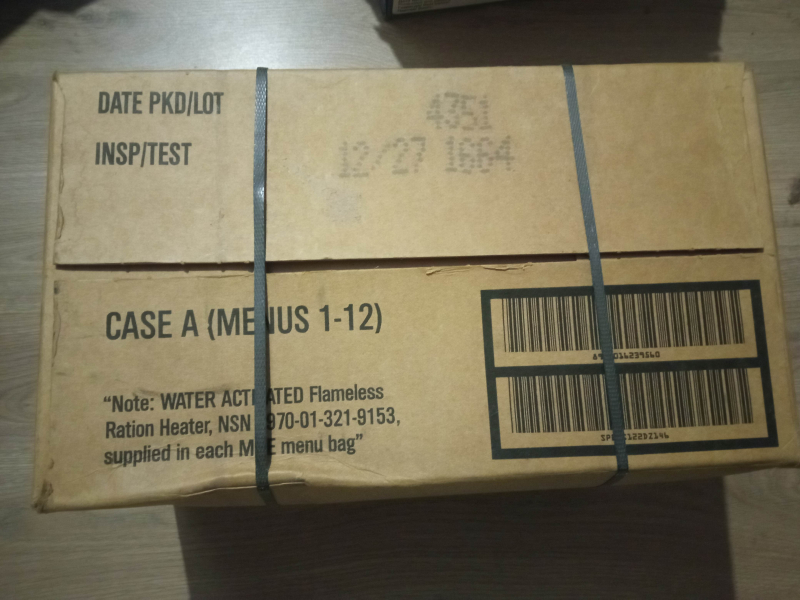 DATE PKD/LOT 4351
INSP/TEST 12/27 1664
CASE A (MENUS 1-12)
"Note: WATER ACTIVATED Flameless
Ration Heater, NSN 970-01-321-9153,
supplied in each MRE menu bag"